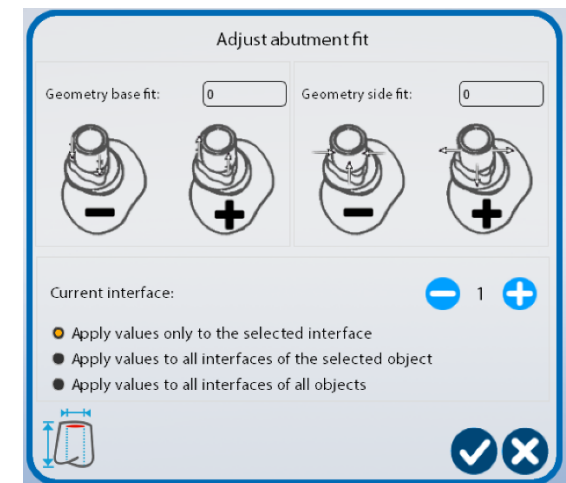 Adjust abutment fit
Geometry base fit: 0 Geometry side fit: 0
Current interface: 1
Apply values only to the selected interface
Apply values to all interfaces of the selected object
Apply values to all interfaces of all objects